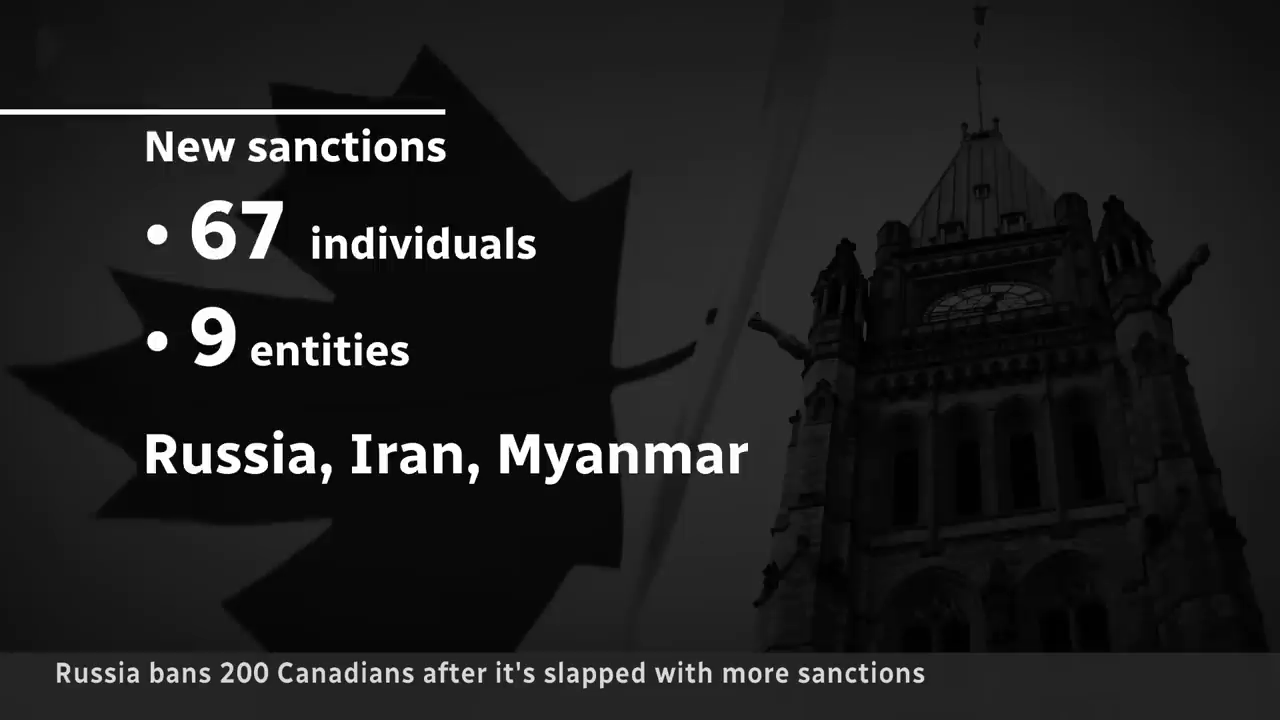 New sanctions
• 67 individuals
• 9 entities
Russia, Iran, Myanmar
Russia bans 200 Canadians after it's slapped with more sanctions